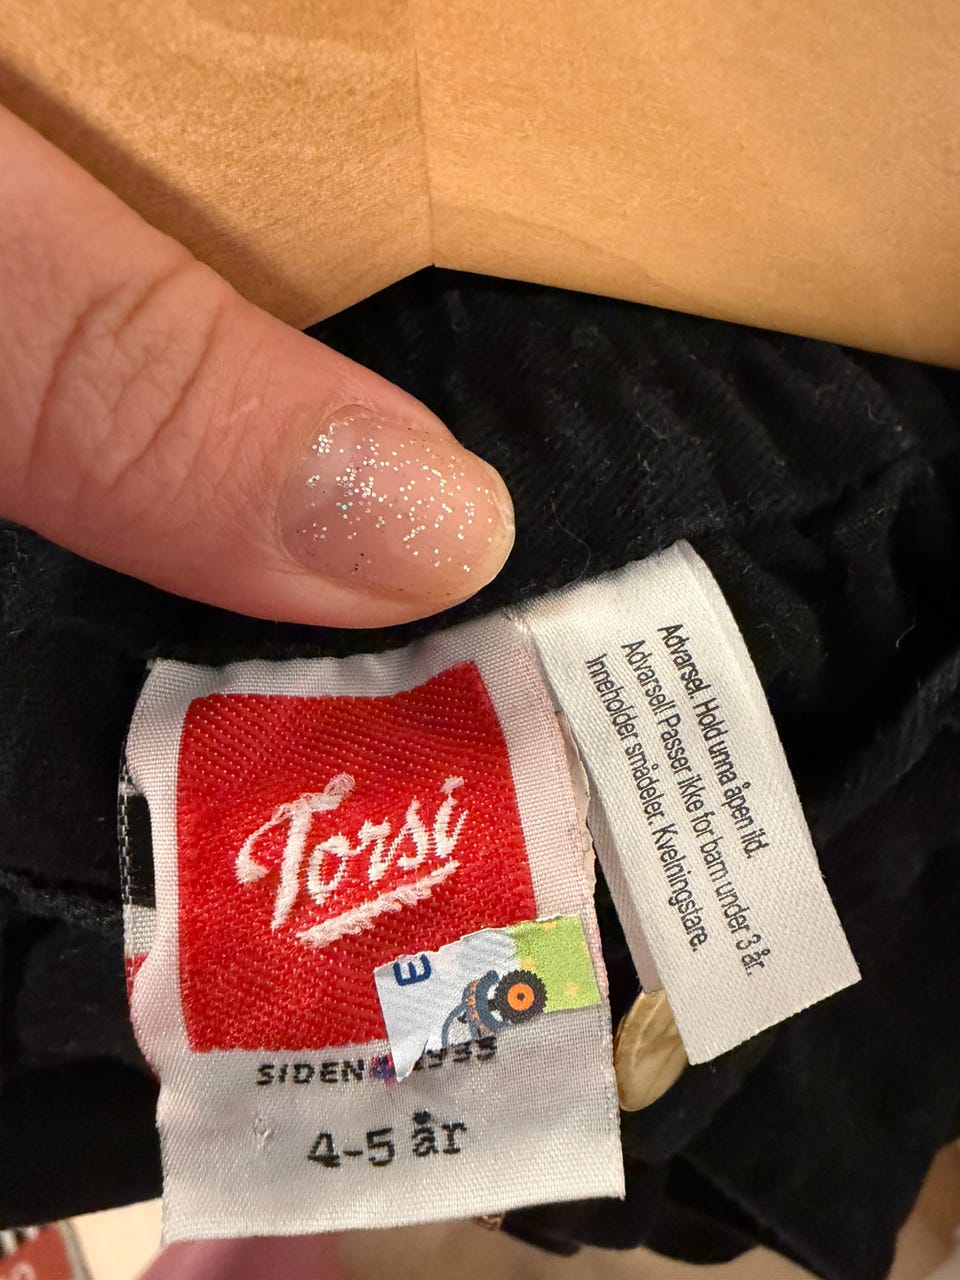 Torsi
SIDEN 1935
4-5 år
E
Advarsel. Hold unna åpen ild.
Advarsel! Passer ikke for barn under 3 år.
Inneholder smådeler. Kvelningsfare.